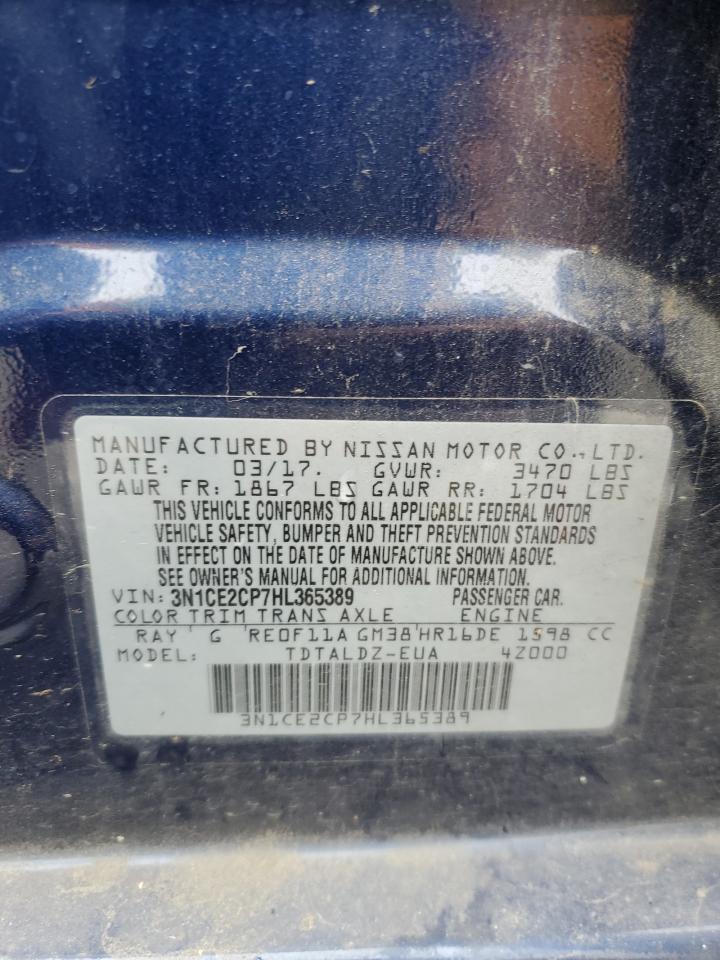 MANUFACTURED BY NISSAN MOTOR CO., LTD.
DATE: 03/17. GVWR: 3470 LBS
GAWR FR: 1867 LBS GAWR RR: 1704 LBS
THIS VEHICLE CONFORMS TO ALL APPLICABLE FEDERAL MOTOR
VEHICLE SAFETY, BUMPER AND THEFT PREVENTION STANDARDS
IN EFFECT ON THE DATE OF MANUFACTURE SHOWN ABOVE.
SEE OWNER'S MANUAL FOR ADDITIONAL INFORMATION.
VIN: 3N1CE2CP7HL365389 PASSENGER CAR.
COLOR TRIM TRANS AXLE ENGINE
RAY G RE0F11A GM38 HR16DE 1598 CC
MODEL: TDTALDZ-EUA 4Z000
3N1CE2CP7HL365389